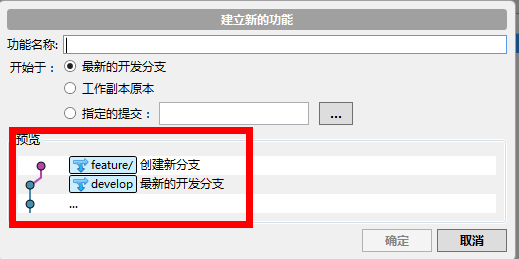 建立新的功能
功能名称:
开始于： 最新的开发分支
工作副本原本
指定的提交： ...
预览
feature/ 创建新分支
develop 最新的开发分支
...
确定 取消